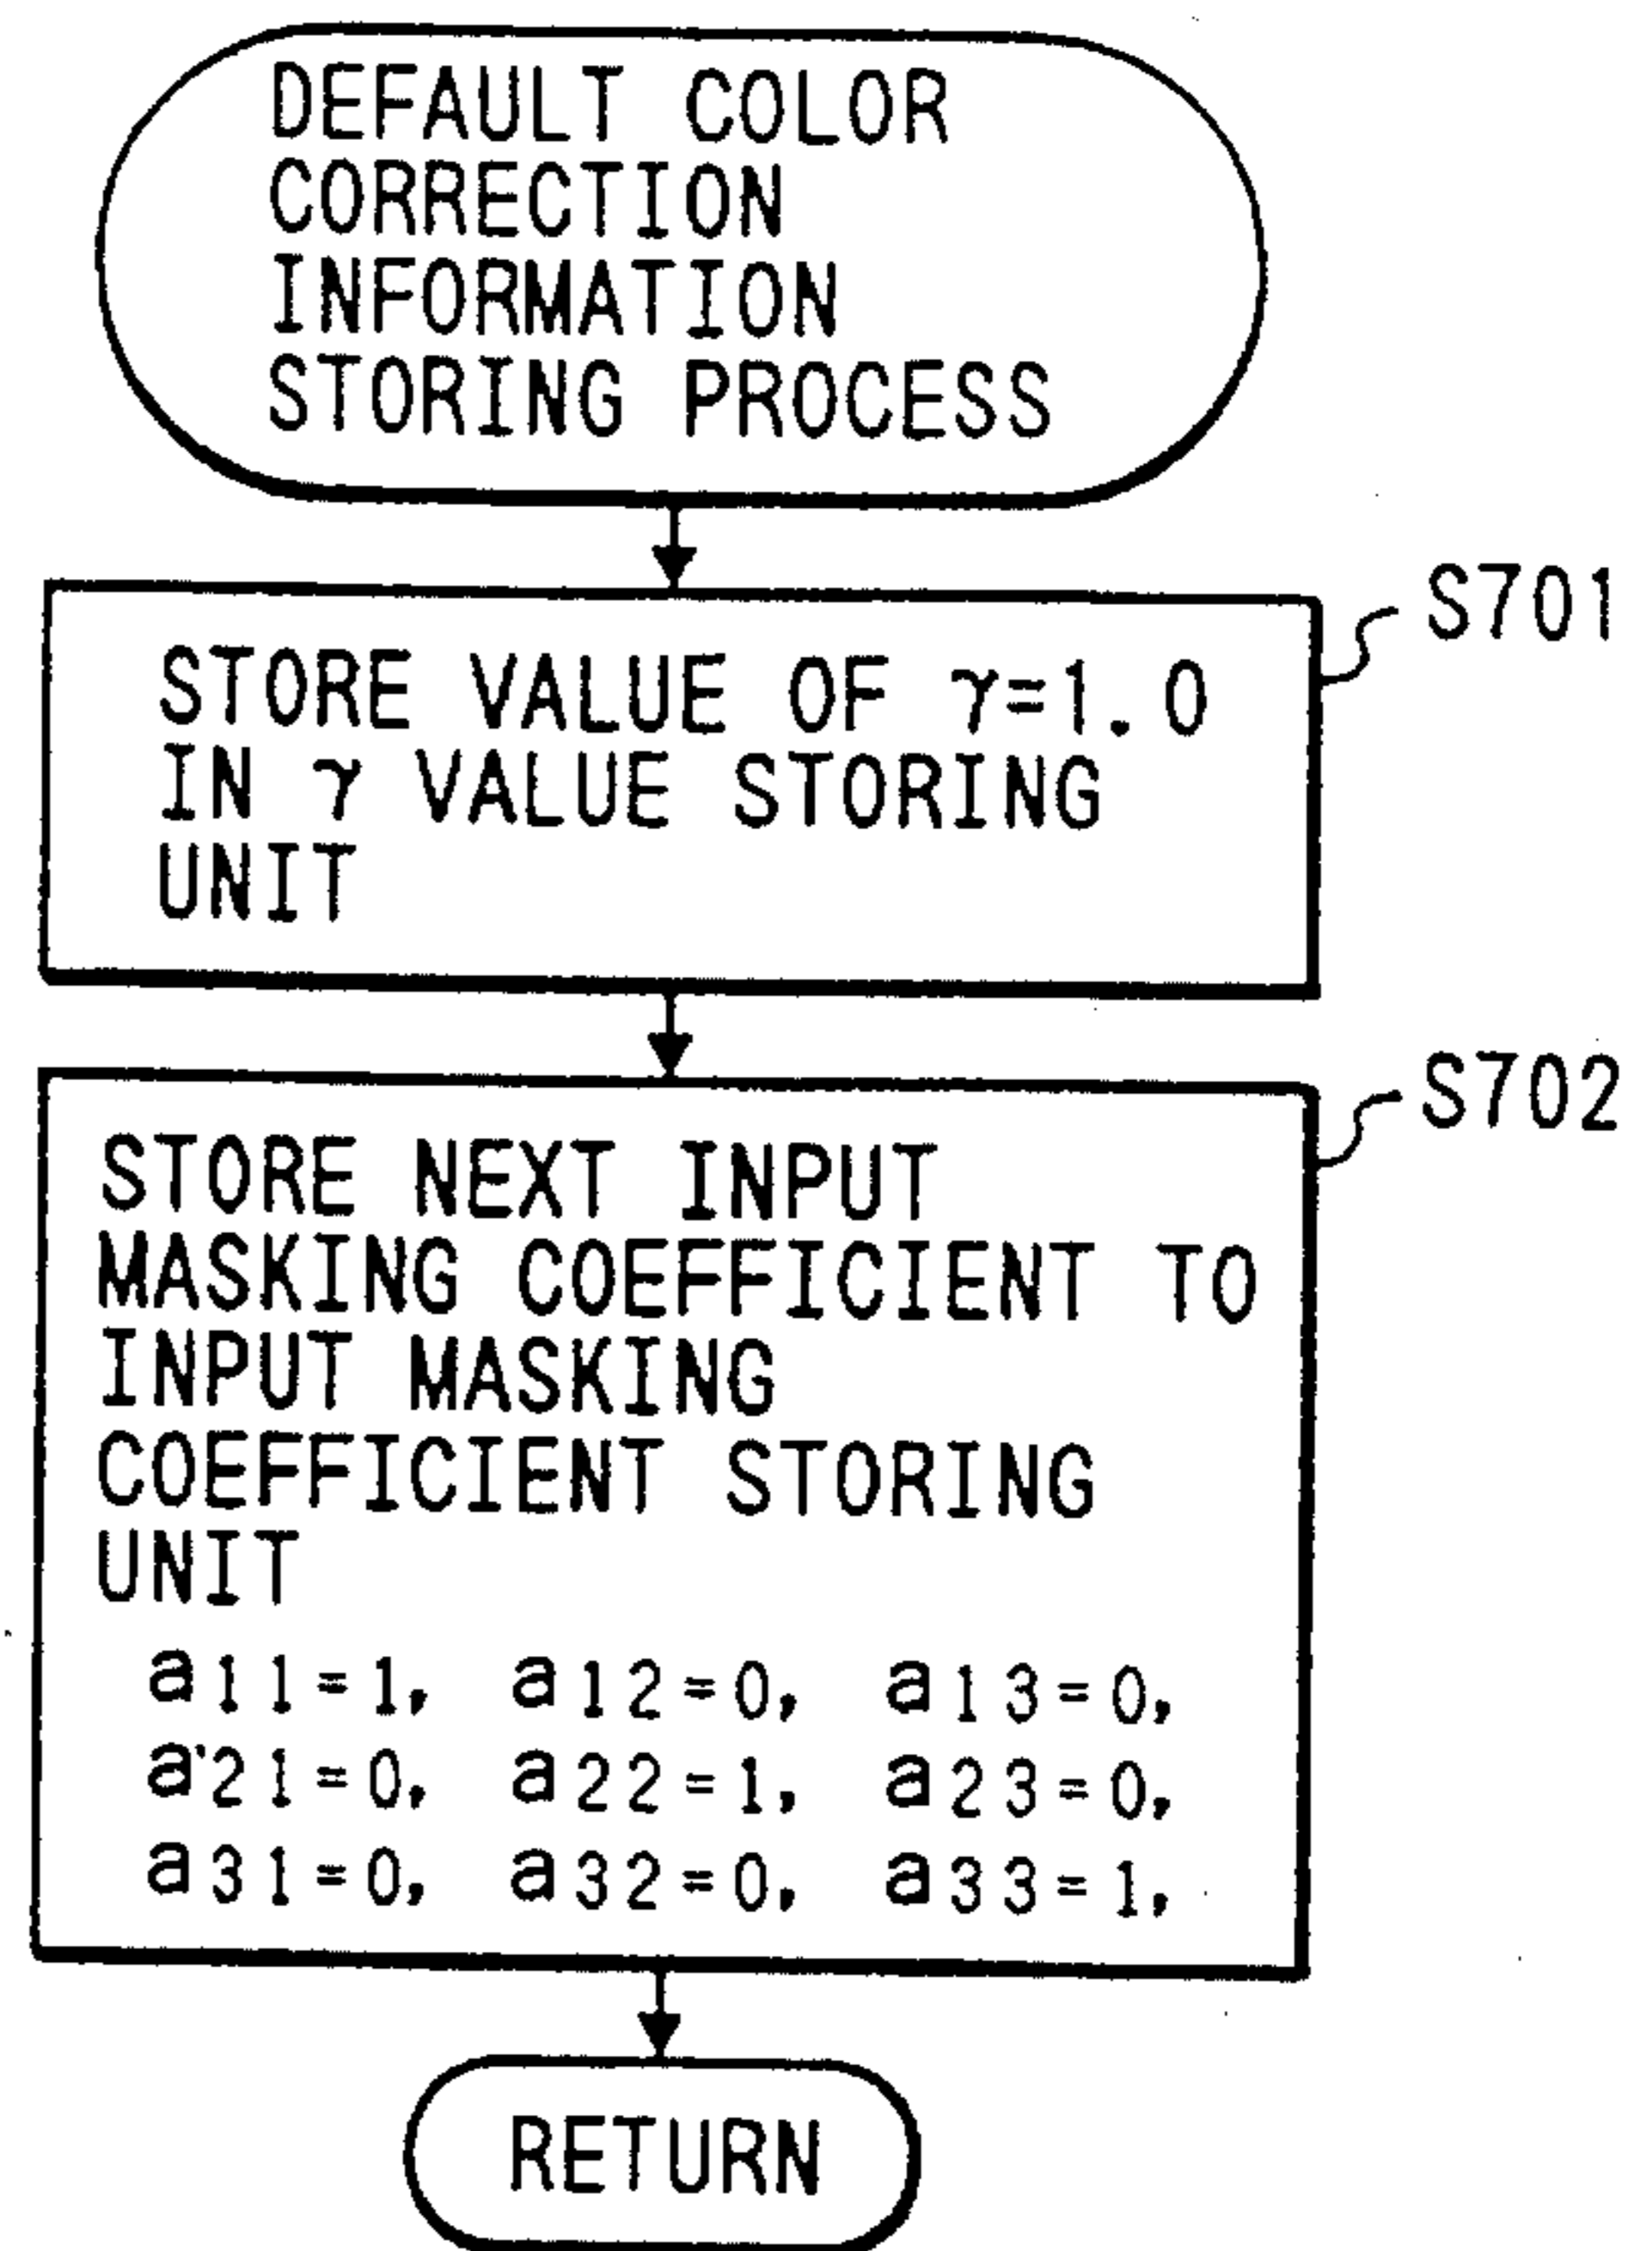 DEFAULT COLOR
CORRECTION
INFORMATION
STORING PROCESS
S701
STORE VALUE OF γ=1.0
IN γ VALUE STORING
UNIT
S702
STORE NEXT INPUT
MASKING COEFFICIENT TO
INPUT MASKING
COEFFICIENT STORING
UNIT
a11=1, a12=0, a13=0,
a21=0, a22=1, a23=0,
a31=0, a32=0, a33=1,
RETURN